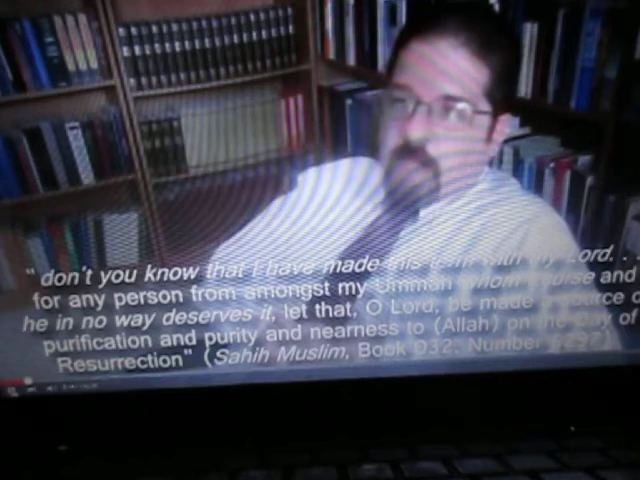 " don't you know that I have made this term with my Lord. . .
for any person from amongst my Ummah whom I curse and
he in no way deserves it, let that, O Lord, be made a source of
purification and purity and nearness to (Allah) on the Day of
Resurrection" (Sahih Muslim, Book 032, Number 6297)